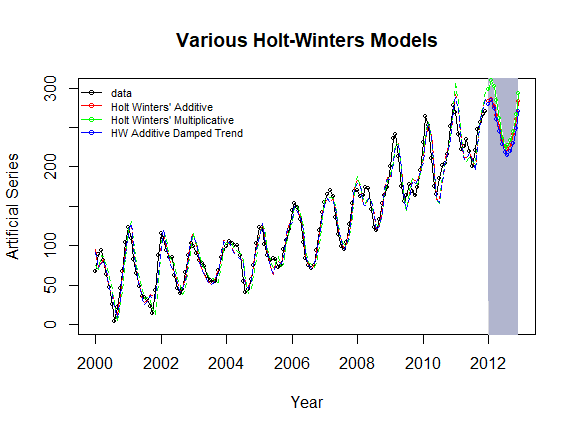 Various Holt-Winters Models
data
Holt Winters' Additive
Holt Winters' Multiplicative
HW Additive Damped Trend
Artificial Series
300
200
100
50
0
2000 2002 2004 2006 2008 2010 2012
Year